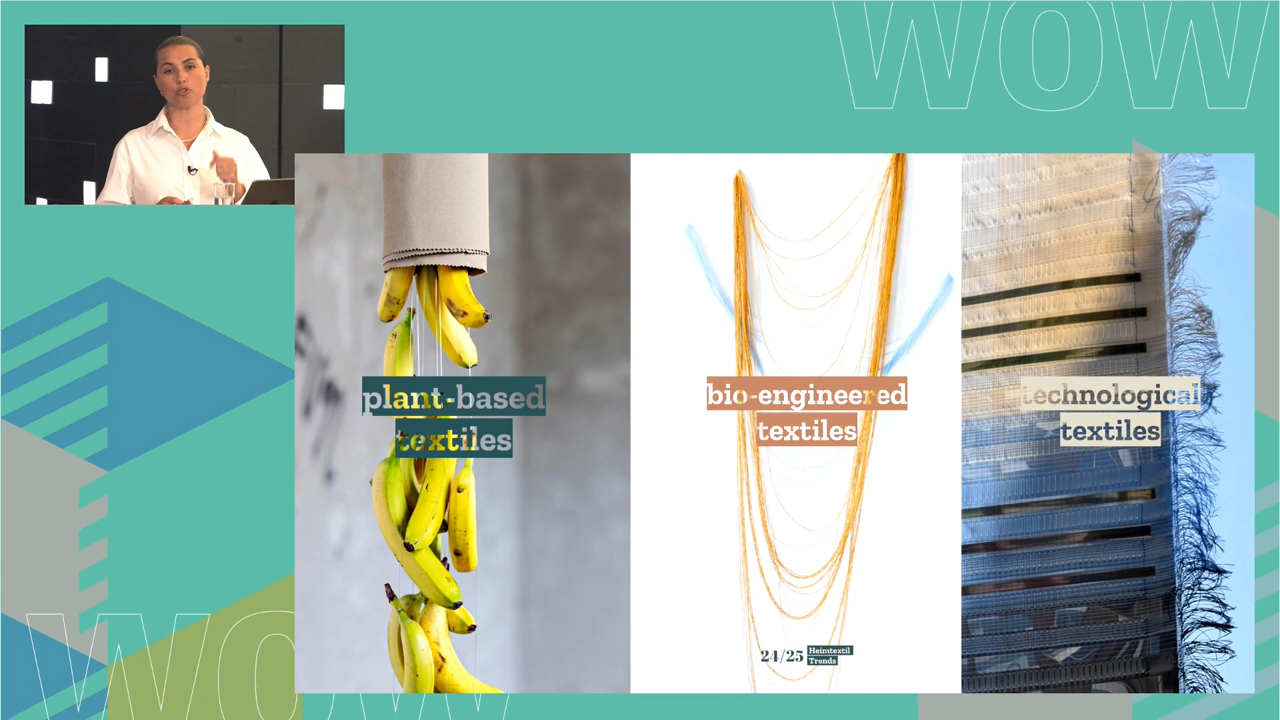 WOW
plant-based
textiles
bio-engineered
textiles
technological
textiles
24/25 Heimtextil
Trends
WOW